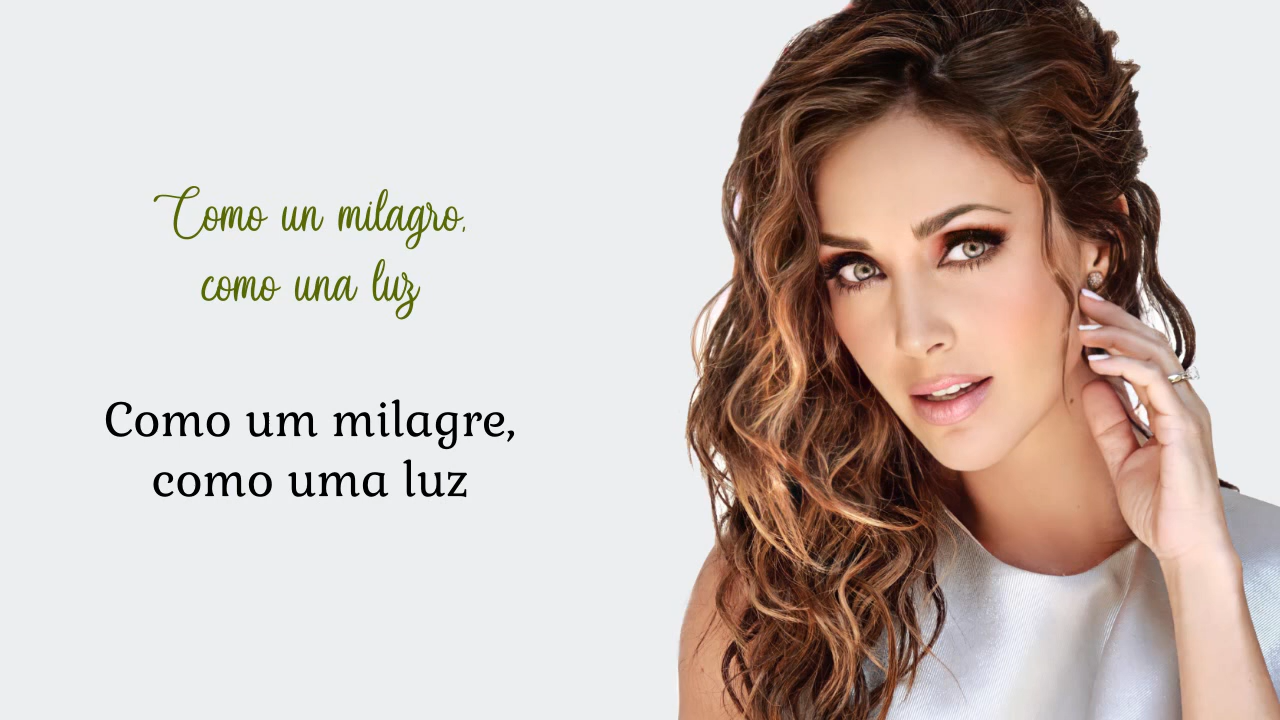 Como un milagro,
como una luz
Como um milagre,
como uma luz